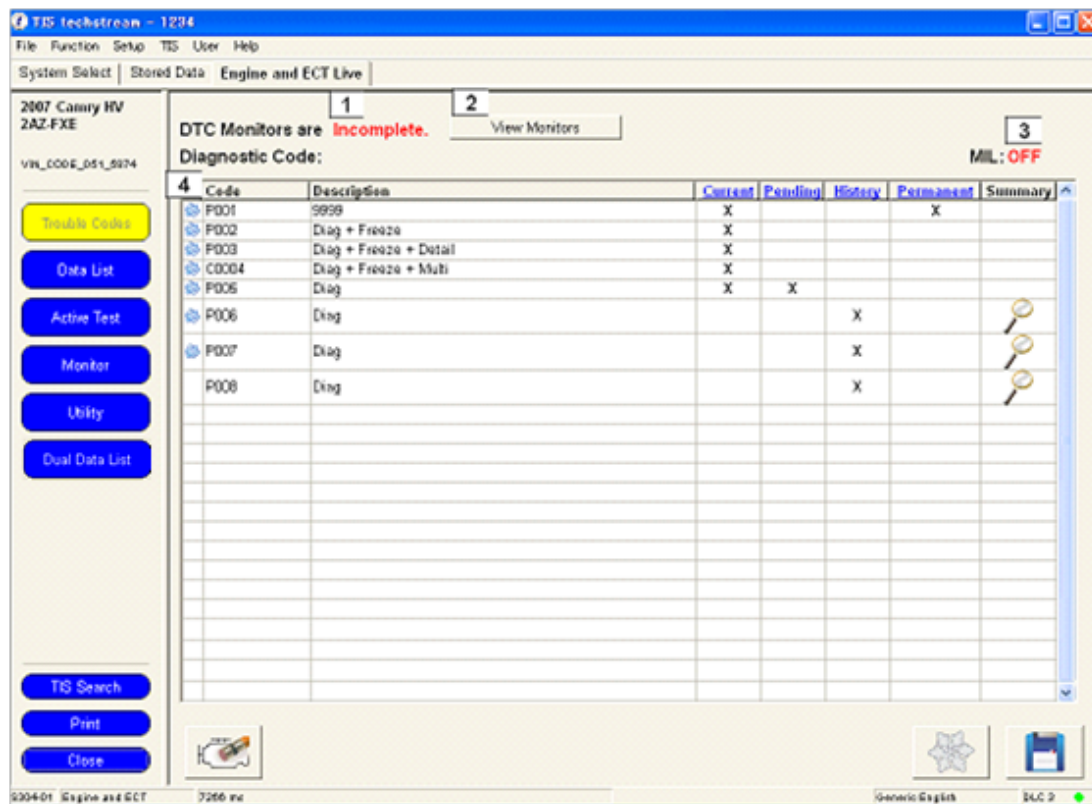 TIS techstream - 1234
File Function Setup TIS User Help
System Select Stored Data Engine and ECT Live
2007 Camry HV
2AZ-FXE
VIN_CODE_051_5974
Trouble Codes
Data List
Active Test
Monitor
Utility
Dual Data List
TIS Search
Print
Close
1 2
DTC Monitors are Incomplete. View Monitors
3
Diagnostic Code: MIL: OFF
4 Code Description Current Pending History Permanent Summary
P001 9999 X X
P002 Diag + Freeze X
P003 Diag + Freeze + Detail X
C0004 Diag + Freeze + Multi X
P005 Diag X X
P006 Diag X
P007 Diag X
P008 Diag X
S304-01 Engine and ECT 7266 ms Generic English DLC 3